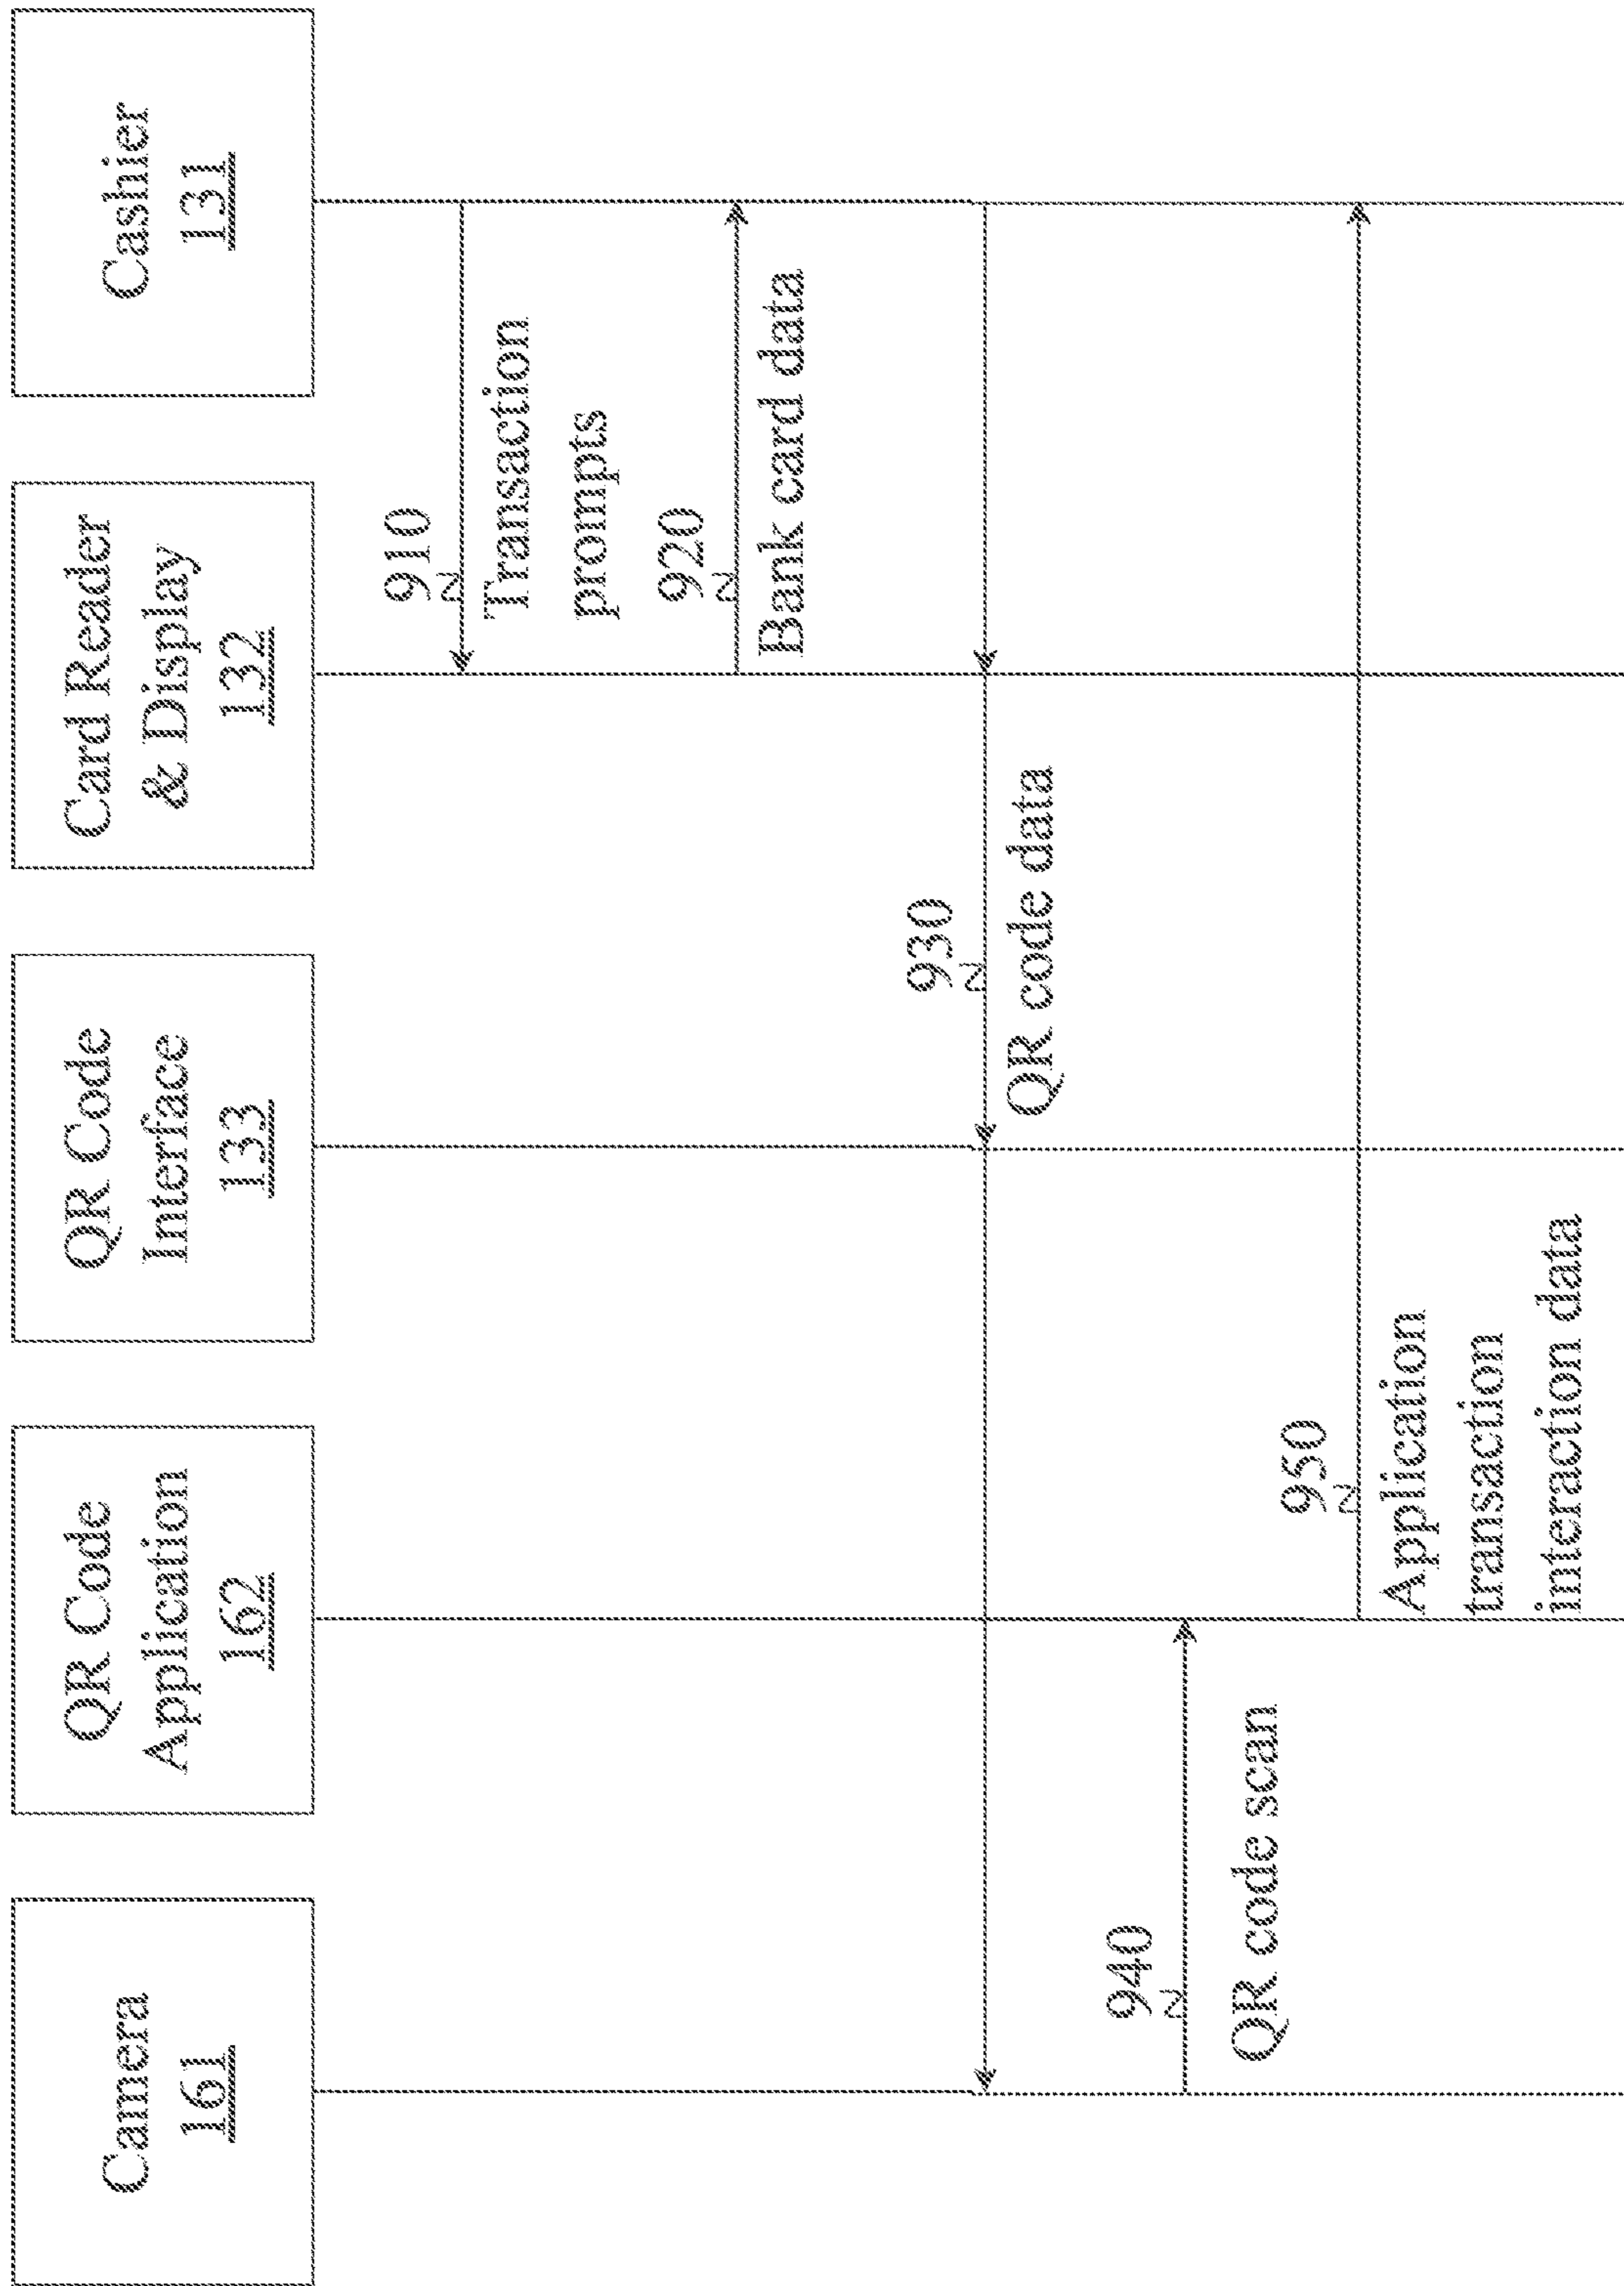 Camera
161
QR Code
Application
162
QR Code
Interface
133
Card Reader
& Display
132
Cashier
131
910
Transaction
prompts
920
Bank card data
930
QR code data
940
QR code scan
950
Application
transaction
interaction data